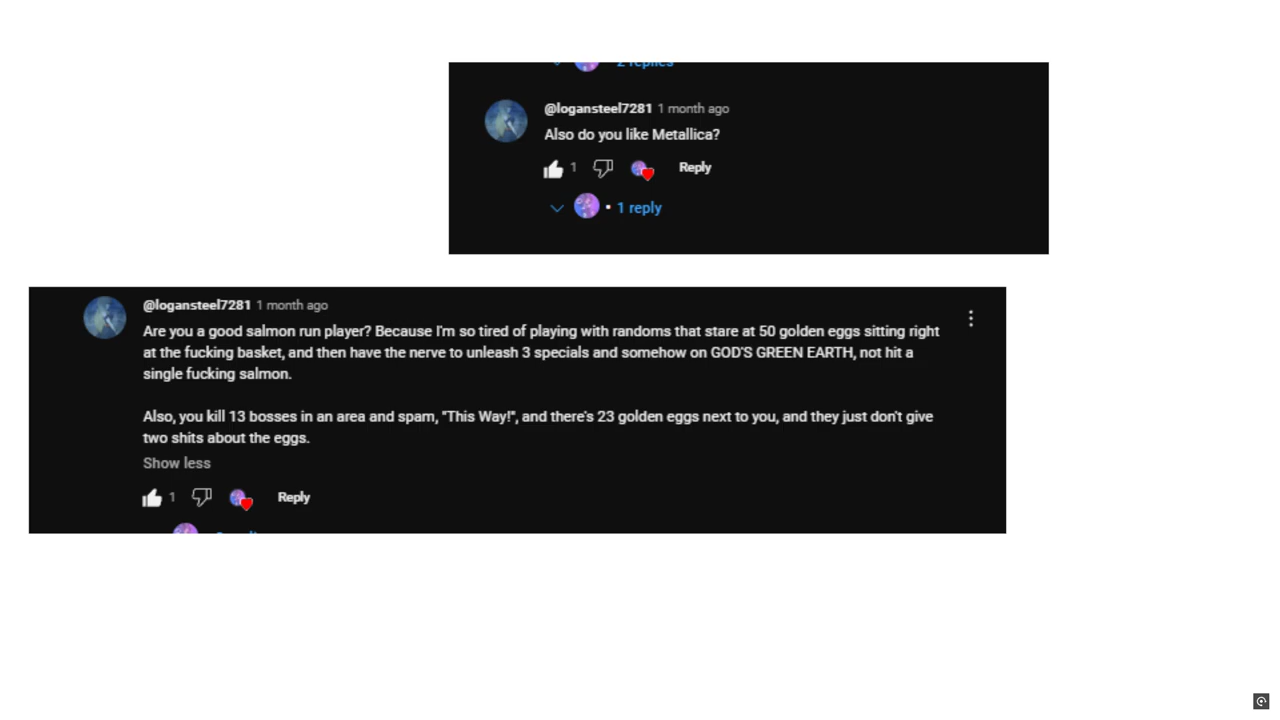 2 replies
@logansteel7281 1 month ago
Also do you like Metallica?
1 Reply
• 1 reply
@logansteel7281 1 month ago
Are you a good salmon run player? Because I'm so tired of playing with randoms that stare at 50 golden eggs sitting right
at the fucking basket, and then have the nerve to unleash 3 specials and somehow on GOD'S GREEN EARTH, not hit a
single fucking salmon.
Also, you kill 13 bosses in an area and spam, "This Way!", and there's 23 golden eggs next to you, and they just don't give
two shits about the eggs.
Show less
1 Reply